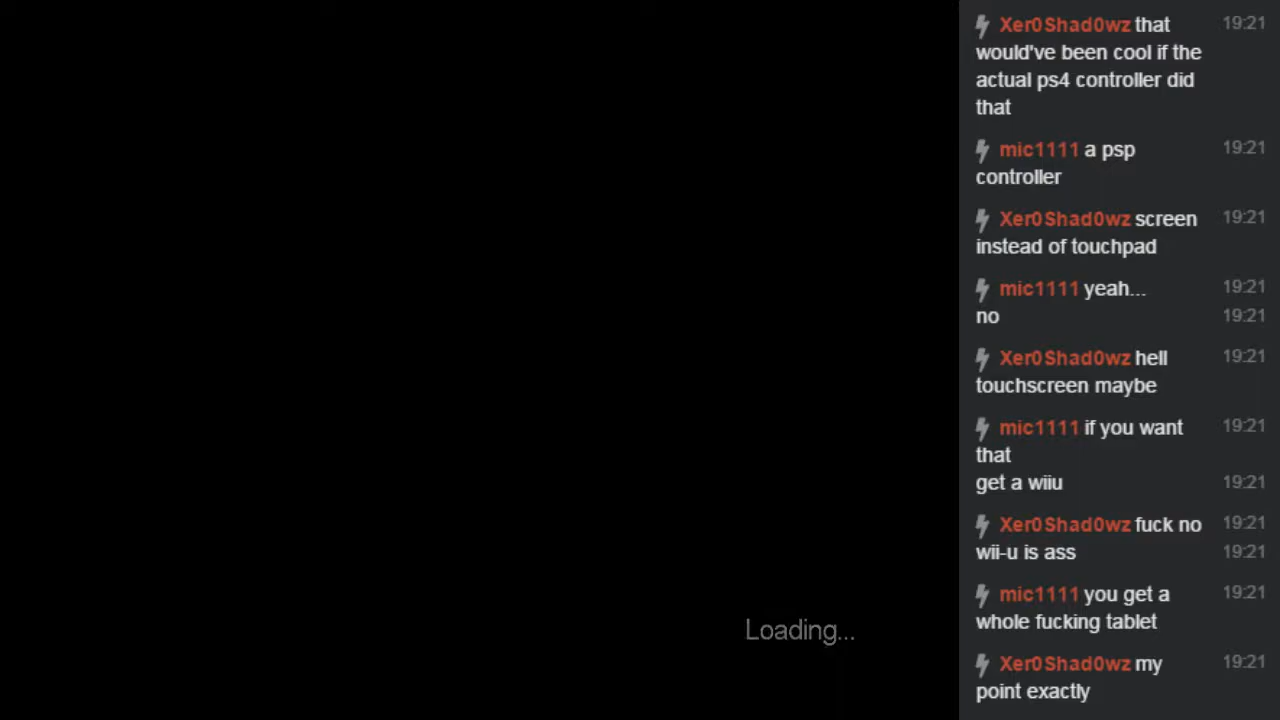 Xer0Shad0wz that 19:21
would've been cool if the
actual ps4 controller did
that
mic1111 a psp 19:21
controller
Xer0Shad0wz screen 19:21
instead of touchpad
mic1111 yeah... 19:21
no 19:21
Xer0Shad0wz hell 19:21
touchscreen maybe
mic1111 if you want 19:21
that
get a wiiu 19:21
Xer0Shad0wz fuck no 19:21
wii-u is ass 19:21
mic1111 you get a 19:21
whole fucking tablet
Xer0Shad0wz my 19:21
point exactly
Loading...